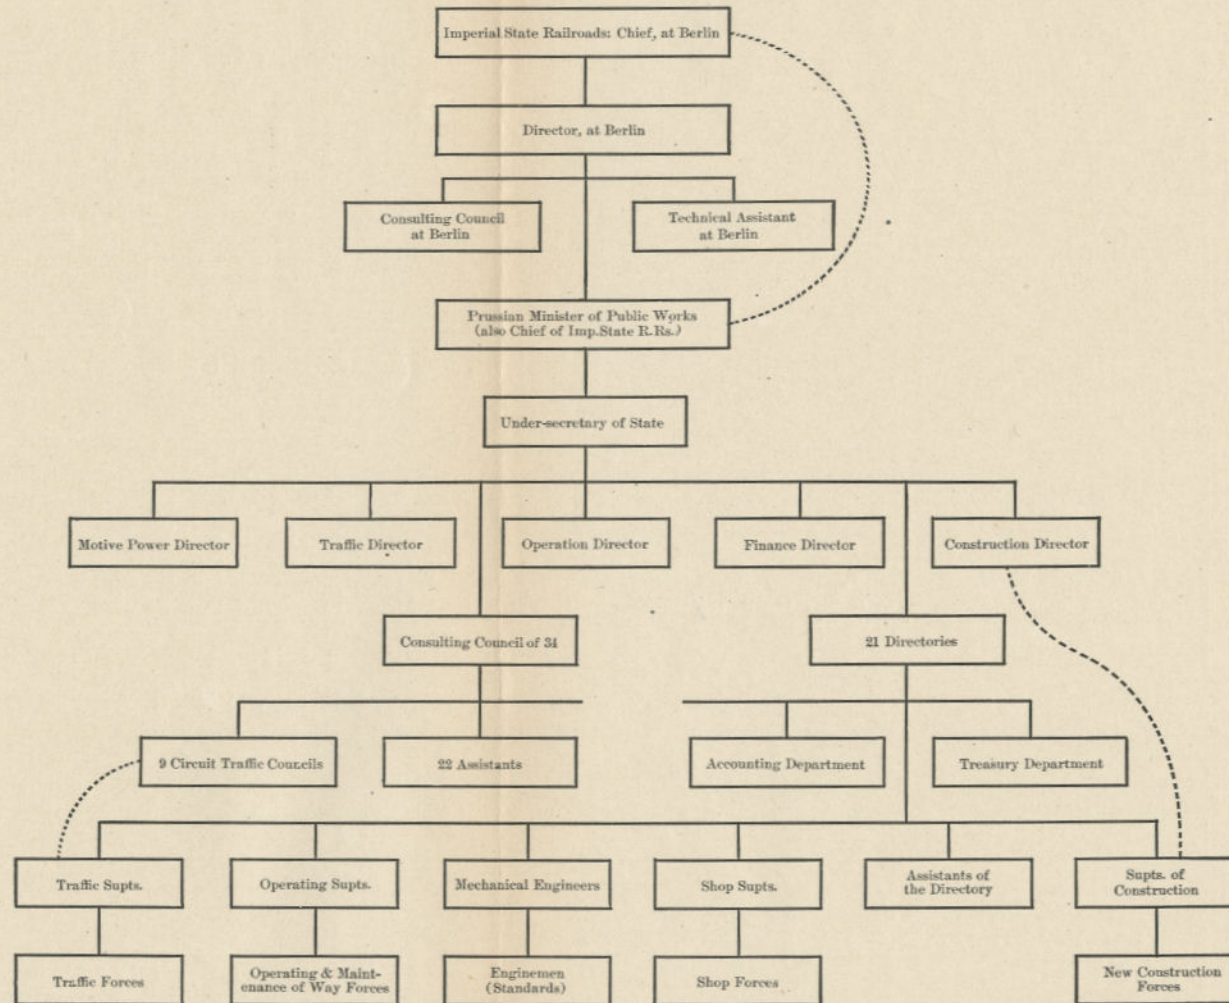 Imperial State Railroads: Chief, at Berlin
Director, at Berlin
Consulting Council
at Berlin
Technical Assistant
at Berlin
Prussian Minister of Public Works
(also Chief of Imp.State R.Rs.)
Under-secretary of State
Motive Power Director
Traffic Director
Operation Director
Finance Director
Construction Director
Consulting Council of 34
21 Directories
9 Circuit Traffic Councils
22 Assistants
Accounting Department
Treasury Department
Traffic Supts.
Operating Supts.
Mechanical Engineers
Shop Supts.
Assistants of
the Directory
Supts. of
Construction
Traffic Forces
Operating & Maint-
enance of Way Forces
Enginemen
(Standards)
Shop Forces
New Construction
Forces